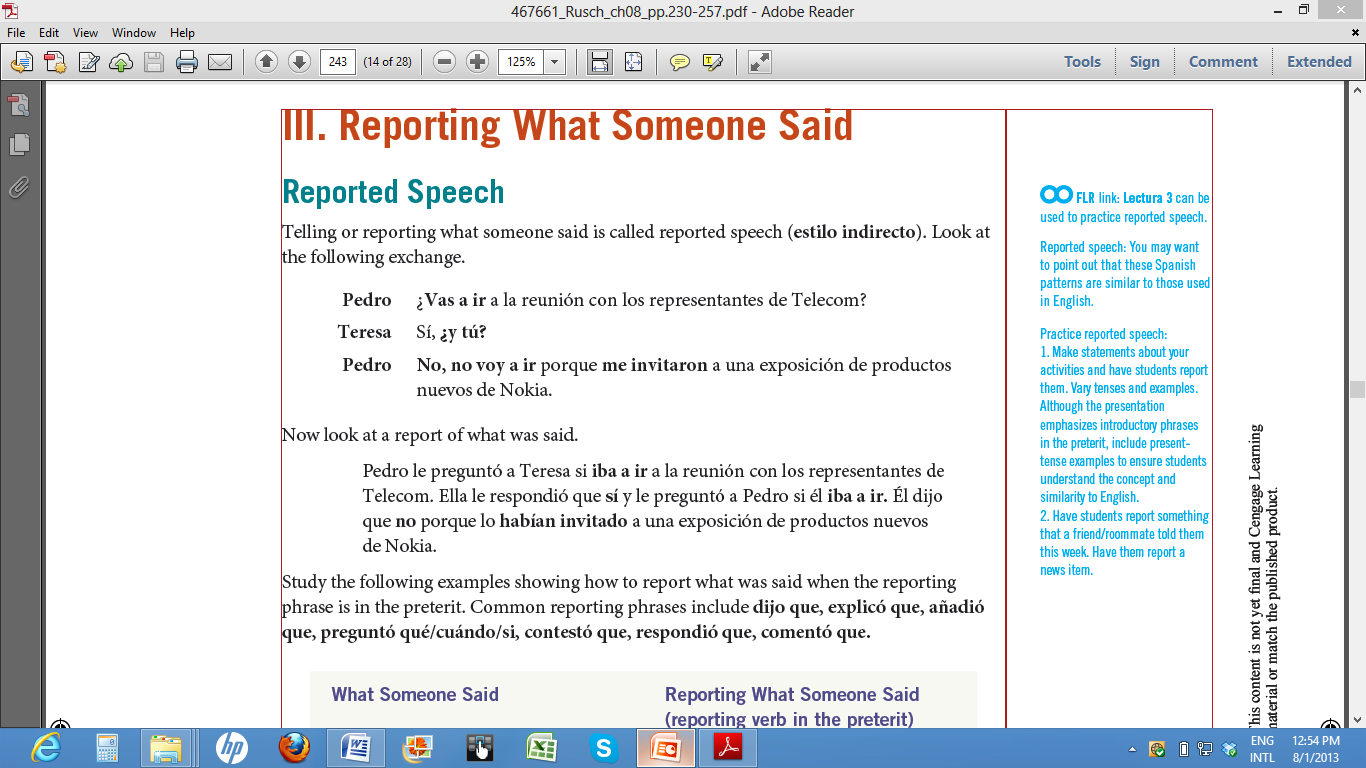 467661_Rusch_ch08_pp.230-257.pdf - Adobe Reader
File Edit View Window Help
243 (14 of 28) 125% Tools Sign Comment Extended
III. Reporting What Someone Said
Reported Speech
Telling or reporting what someone said is called reported speech (estilo indirecto). Look at
the following exchange.
Pedro ¿Vas a ir a la reunión con los representantes de Telecom?
Teresa Sí, ¿y tú?
Pedro No, no voy a ir porque me invitaron a una exposición de productos
nuevos de Nokia.
Now look at a report of what was said.
Pedro le preguntó a Teresa si iba a ir a la reunión con los representantes de
Telecom. Ella le respondió que sí y le preguntó a Pedro si él iba a ir. Él dijo
que no porque lo habían invitado a una exposición de productos nuevos
de Nokia.
Study the following examples showing how to report what was said when the reporting
phrase is in the preterit. Common reporting phrases include dijo que, explicó que, añadió
que, preguntó qué/cuándo/si, contestó que, respondió que, comentó que.
What Someone Said
Reporting What Someone Said
(reporting verb in the preterit)
FLR link: Lectura 3 can be
used to practice reported speech.
Reported speech: You may want
to point out that these Spanish
patterns are similar to those used
in English.
Practice reported speech:
1. Make statements about your
activities and have students report
them. Vary tenses and examples.
Although the presentation
emphasizes introductory phrases
in the preterit, include present-
tense examples to ensure students
understand the concept and
similarity to English.
2. Have students report something
that a friend/roommate told them
this week. Have them report a
news item.
This content is not yet final and Cengage Learning
material or match the published product.
hp
ENG 12:54 PM
INTL 8/1/2013